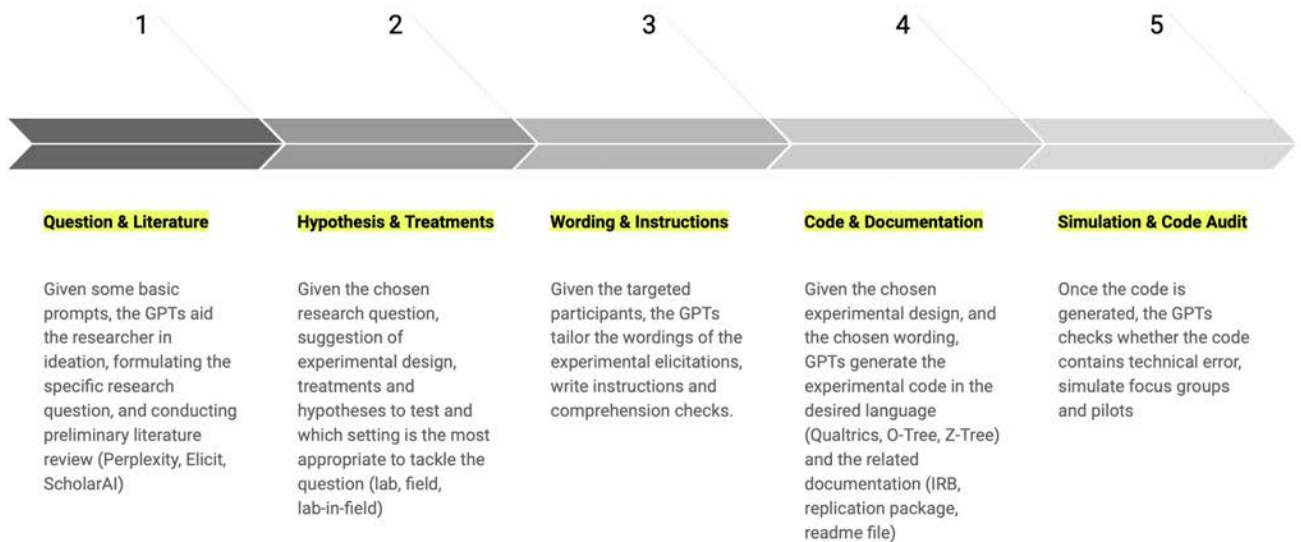 1
2
3
4
5
Question & Literature
Given some basic
prompts, the GPTs aid
the researcher in
ideation, formulating the
specific research
question, and conducting
preliminary literature
review (Perplexity, Elicit,
ScholarAI)
Hypothesis & Treatments
Given the chosen
research question,
suggestion of
experimental design,
treatments and
hypotheses to test and
which setting is the most
appropriate to tackle the
question (lab, field,
lab-in-field)
Wording & Instructions
Given the targeted
participants, the GPTs
tailor the wordings of the
experimental elicitations,
write instructions and
comprehension checks.
Code & Documentation
Given the chosen
experimental design, and
the chosen wording,
GPTs generate the
experimental code in the
desired language
(Qualtrics, O-Tree, Z-Tree)
and the related
documentation (IRB,
replication package,
readme file)
Simulation & Code Audit
Once the code is
generated, the GPTs
checks whether the code
contains technical error,
simulate focus groups
and pilots